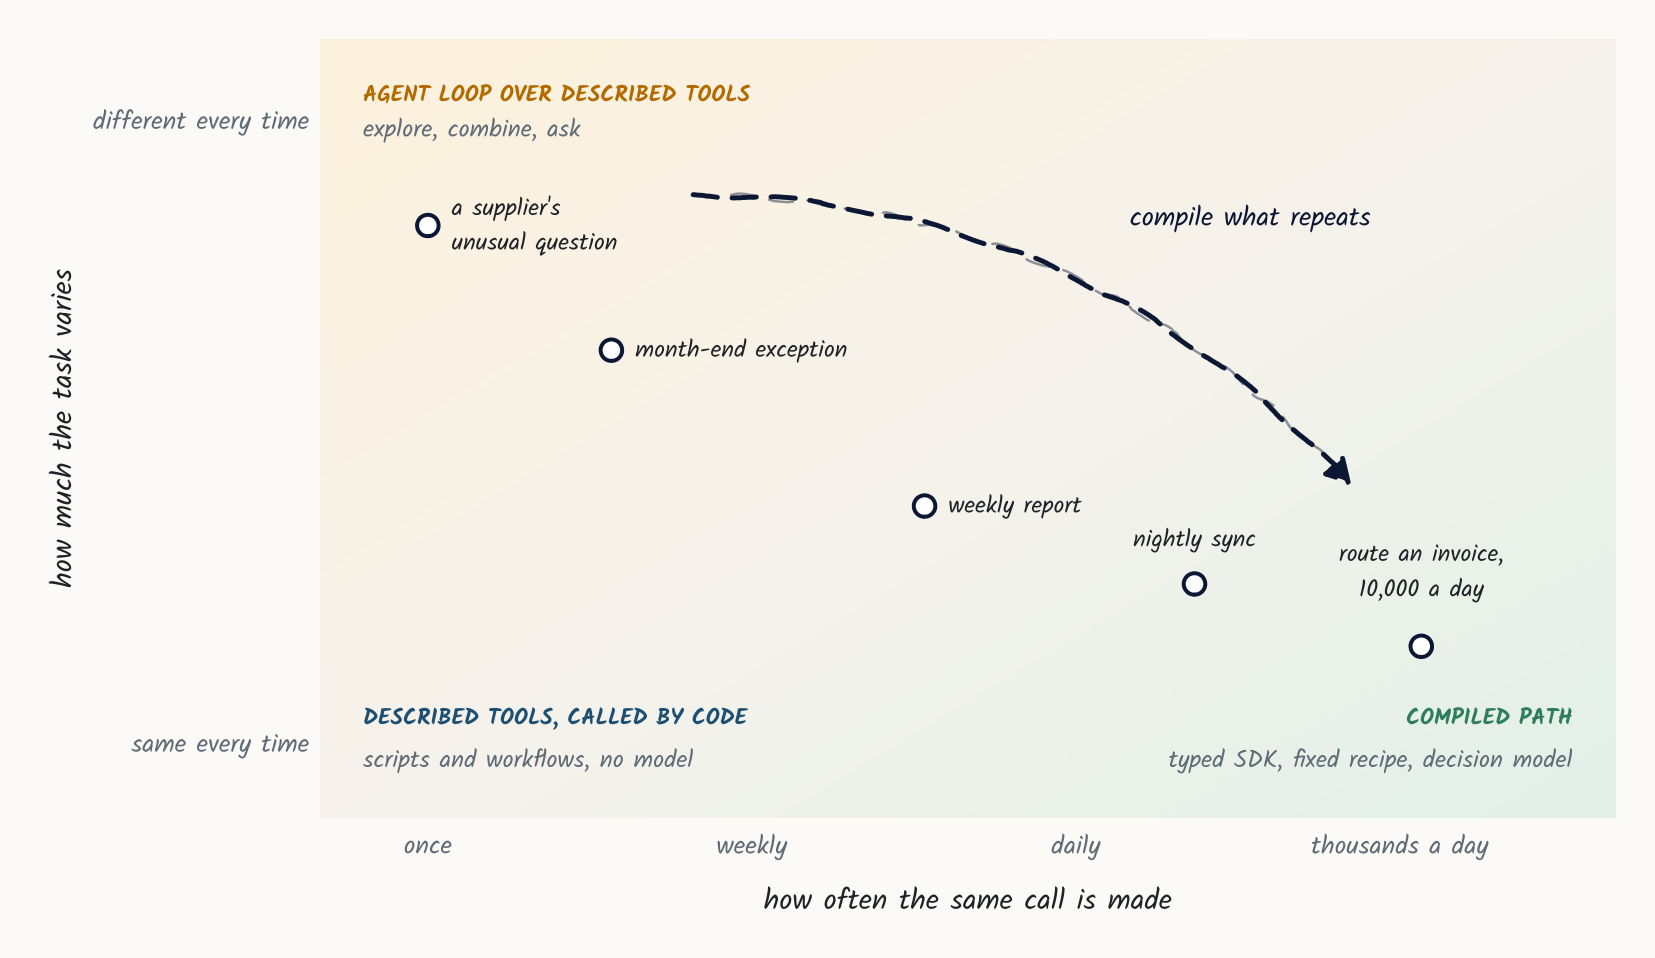 AGENT LOOP OVER DESCRIBED TOOLS
explore, combine, ask
different every time
a supplier's
unusual question
compile what repeats
month-end exception
how much the task varies
weekly report
nightly sync
route an invoice,
10,000 a day
DESCRIBED TOOLS, CALLED BY CODE
scripts and workflows, no model
COMPILED PATH
typed SDK, fixed recipe, decision model
same every time
once
weekly
daily
thousands a day
how often the same call is made